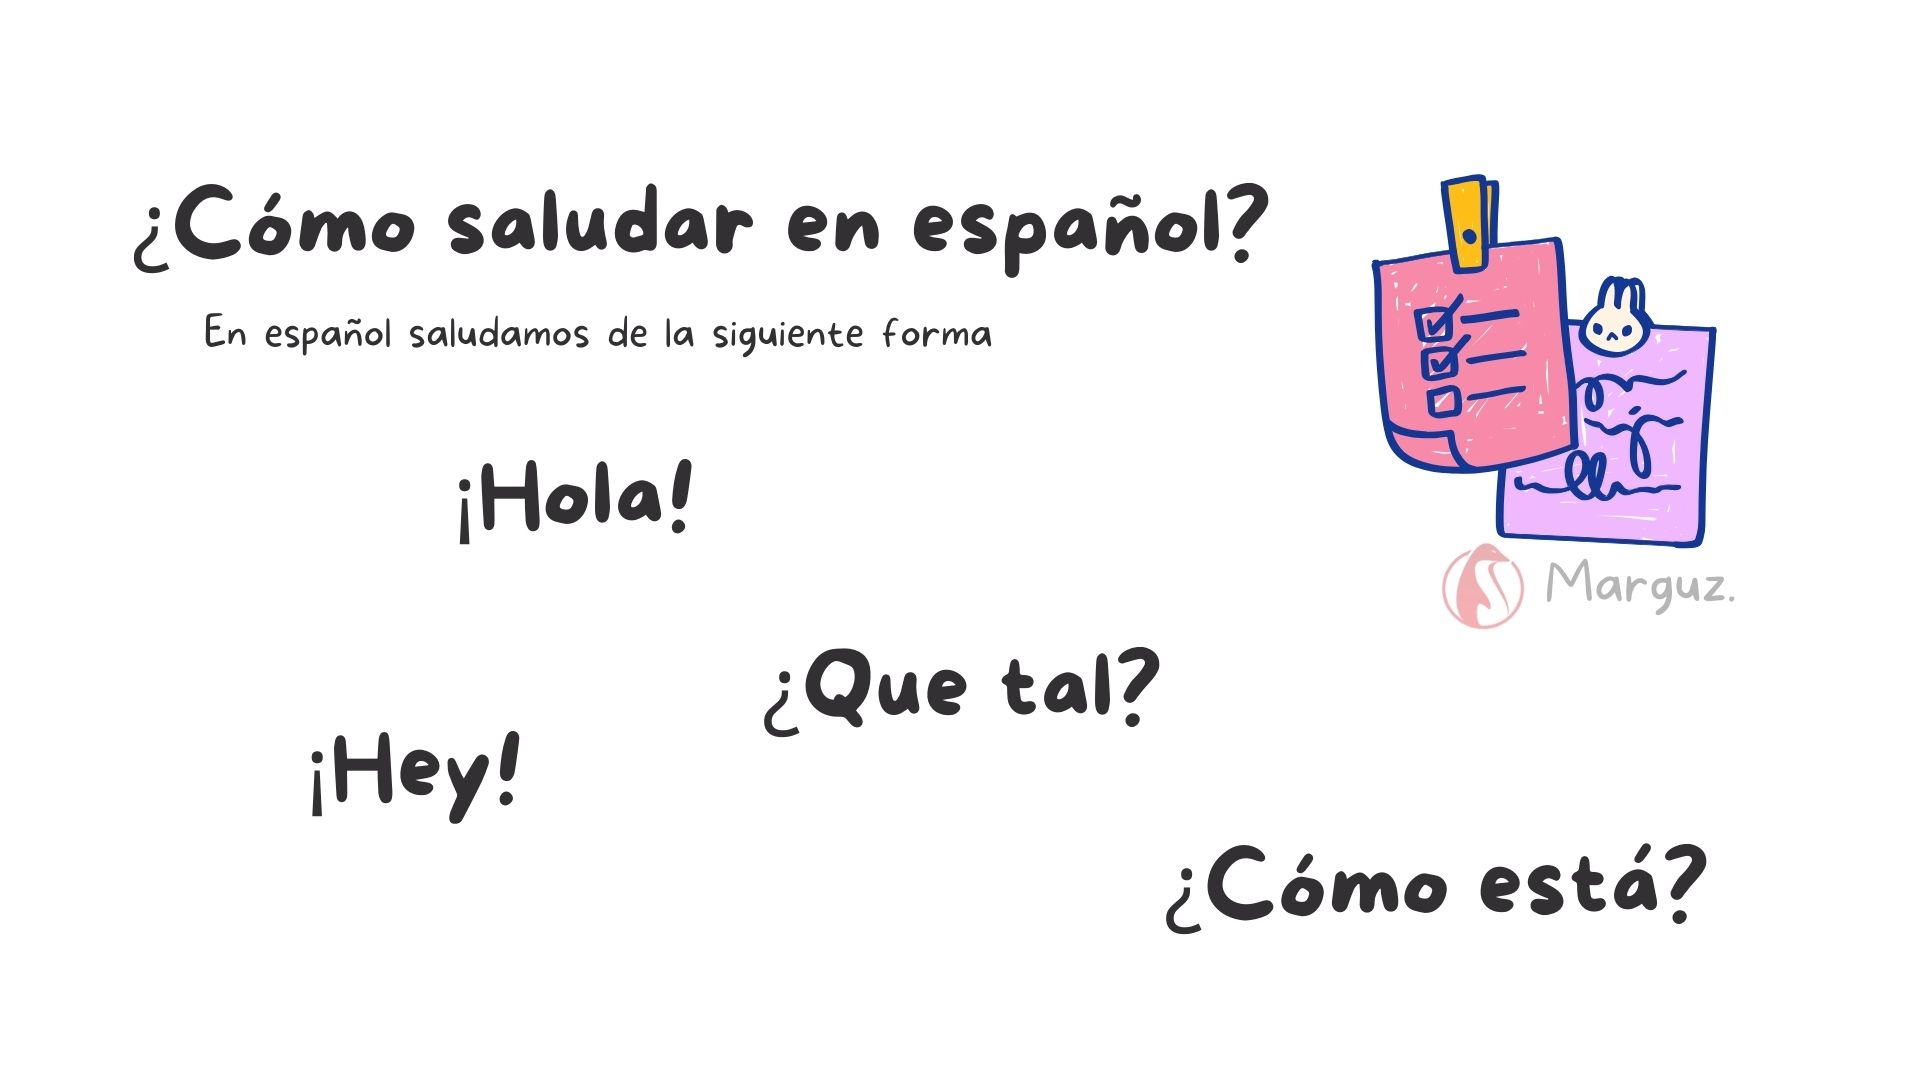 ¿Cómo saludar en español?
En español saludamos de la siguiente forma
¡Hola!
Marguz.
¿Que tal?
¡Hey!
¿Cómo está?